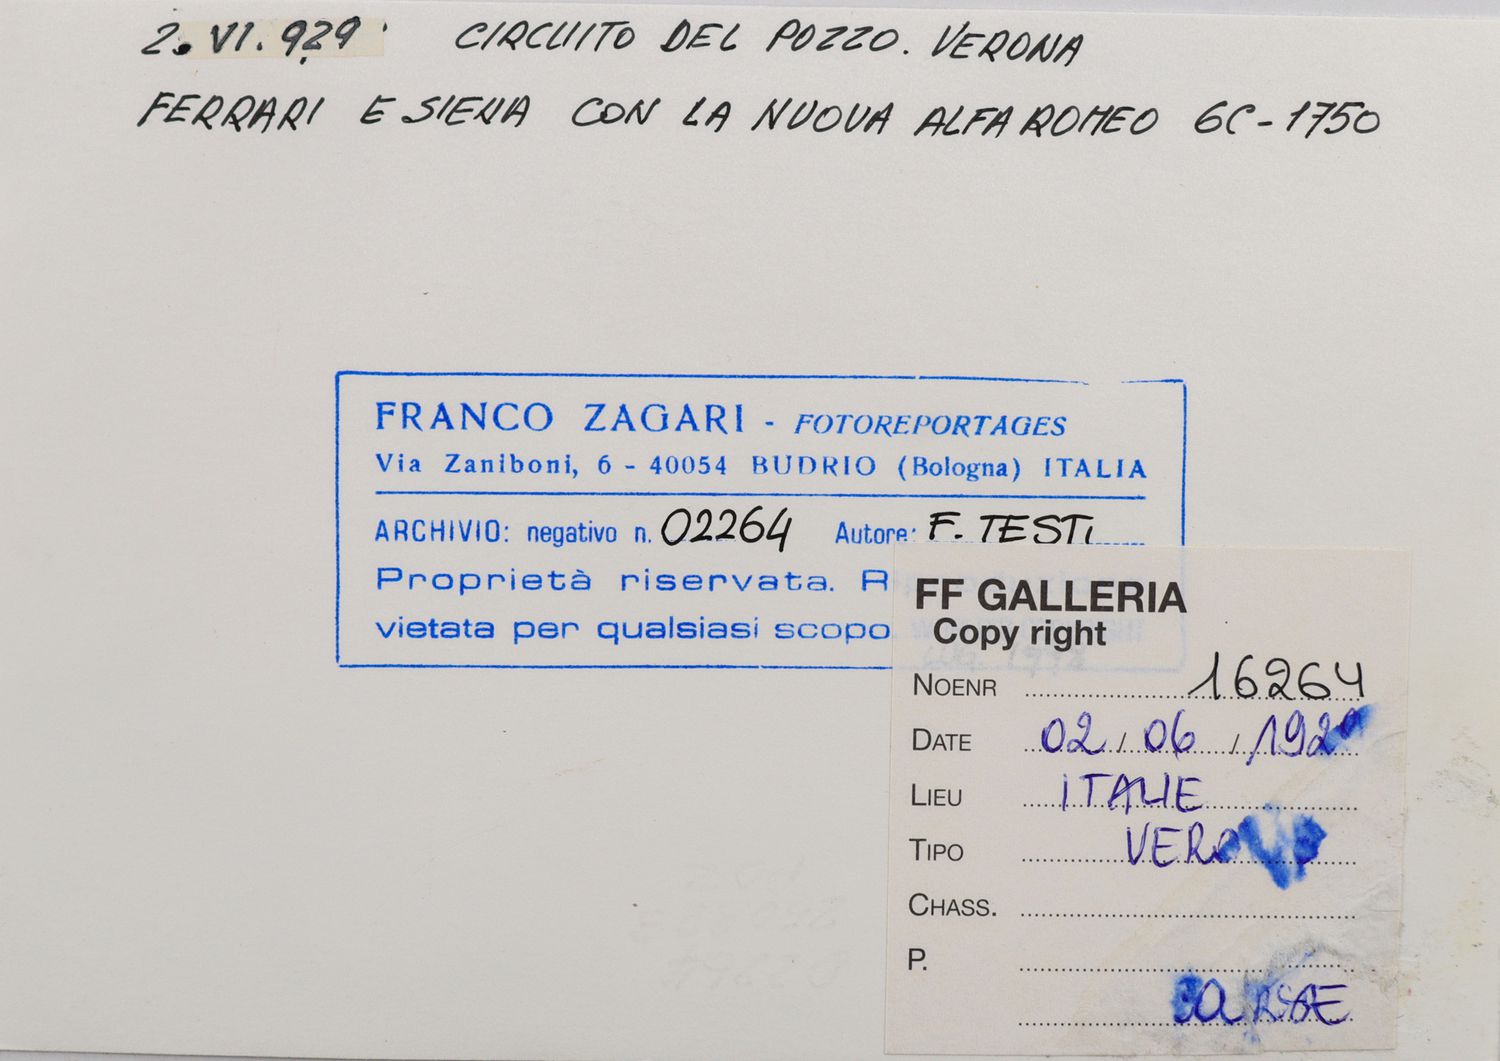 2. VI. 929 CIRCUITO DEL POZZO. VERONA
FERRARI E SIENA CON LA NUOVA ALFA ROMEO 6C-1750
FRANCO ZAGARI - FOTOREPORTAGES
Via Zaniboni, 6 - 40054 BUDRIO (Bologna) ITALIA
ARCHIVIO: negativo n. 02264 Autore: F. TESTI
Proprietà riservata. R
vietata per qualsiasi scopo.
FF GALLERIA
Copy right
NOENR 16264
DATE 02/06/192
LIEU ITALIE
TIPO
CHASS.
P.